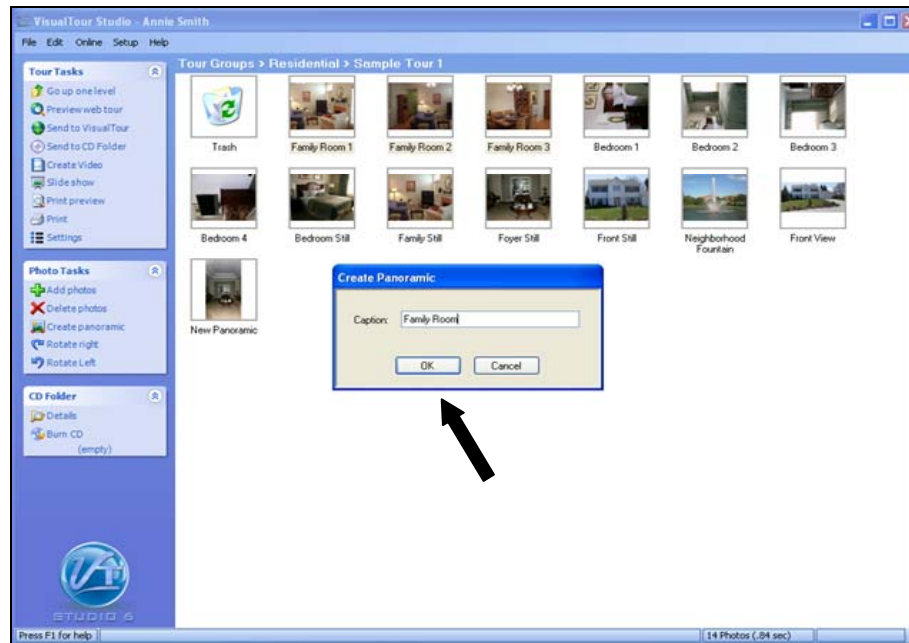 VisualTour Studio - Annie Smith
File Edit Online Setup Help
Tour Groups > Residential > Sample Tour 1
Tour Tasks
Go up one level
Preview web tour
Send to VisualTour
Send to CD Folder
Create Video
Slide show
Print preview
Print
Settings
Photo Tasks
Add photos
Delete photos
Create panoramic
Rotate right
Rotate Left
CD Folder
Details
Burn CD
(empty)
Trash
Family Room 1
Family Room 2
Family Room 3
Bedroom 1
Bedroom 2
Bedroom 3
Bedroom 4
Bedroom Still
Family Still
Foyer Still
Front Still
Neighborhood
Fountain
Front View
New Panoramic
Create Panoramic
Caption: Family Room
OK Cancel
STUDIO 6
Press F1 for help
14 Photos (.84 sec)